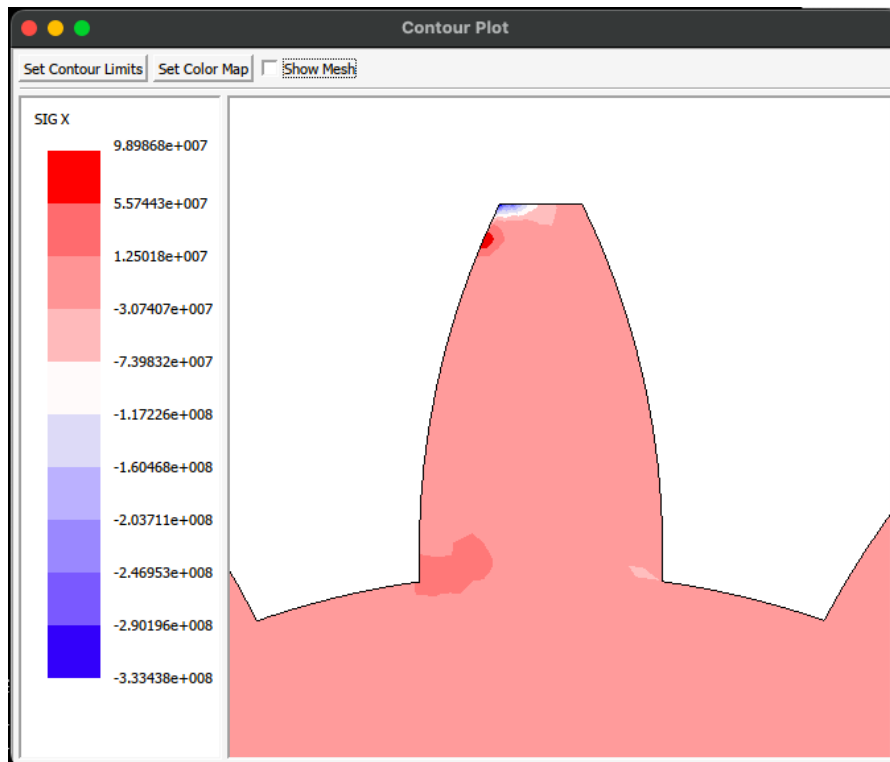 Contour Plot
Set Contour Limits Set Color Map Show Mesh
SIG X
9.89868e+007
5.57443e+007
1.25018e+007
-3.07407e+007
-7.39832e+007
-1.17226e+008
-1.60468e+008
-2.03711e+008
-2.46953e+008
-2.90196e+008
-3.33438e+008